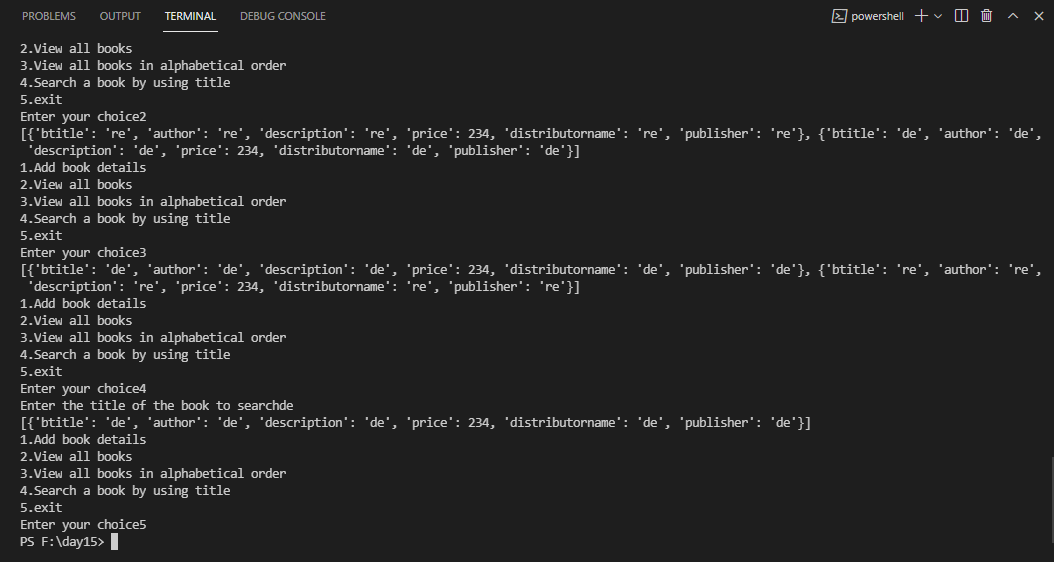 PROBLEMS OUTPUT TERMINAL DEBUG CONSOLE powershell
2.View all books
3.View all books in alphabetical order
4.Search a book by using title
5.exit
Enter your choice2
[{'btitle': 're', 'author': 're', 'description': 're', 'price': 234, 'distributorname': 're', 'publisher': 're'}, {'btitle': 'de', 'author': 'de',
'description': 'de', 'price': 234, 'distributorname': 'de', 'publisher': 'de'}]
1.Add book details
2.View all books
3.View all books in alphabetical order
4.Search a book by using title
5.exit
Enter your choice3
[{'btitle': 'de', 'author': 'de', 'description': 'de', 'price': 234, 'distributorname': 'de', 'publisher': 'de'}, {'btitle': 're', 'author': 're',
'description': 're', 'price': 234, 'distributorname': 're', 'publisher': 're'}]
1.Add book details
2.View all books
3.View all books in alphabetical order
4.Search a book by using title
5.exit
Enter your choice4
Enter the title of the book to searchde
[{'btitle': 'de', 'author': 'de', 'description': 'de', 'price': 234, 'distributorname': 'de', 'publisher': 'de'}]
1.Add book details
2.View all books
3.View all books in alphabetical order
4.Search a book by using title
5.exit
Enter your choice5
PS F:\day15>